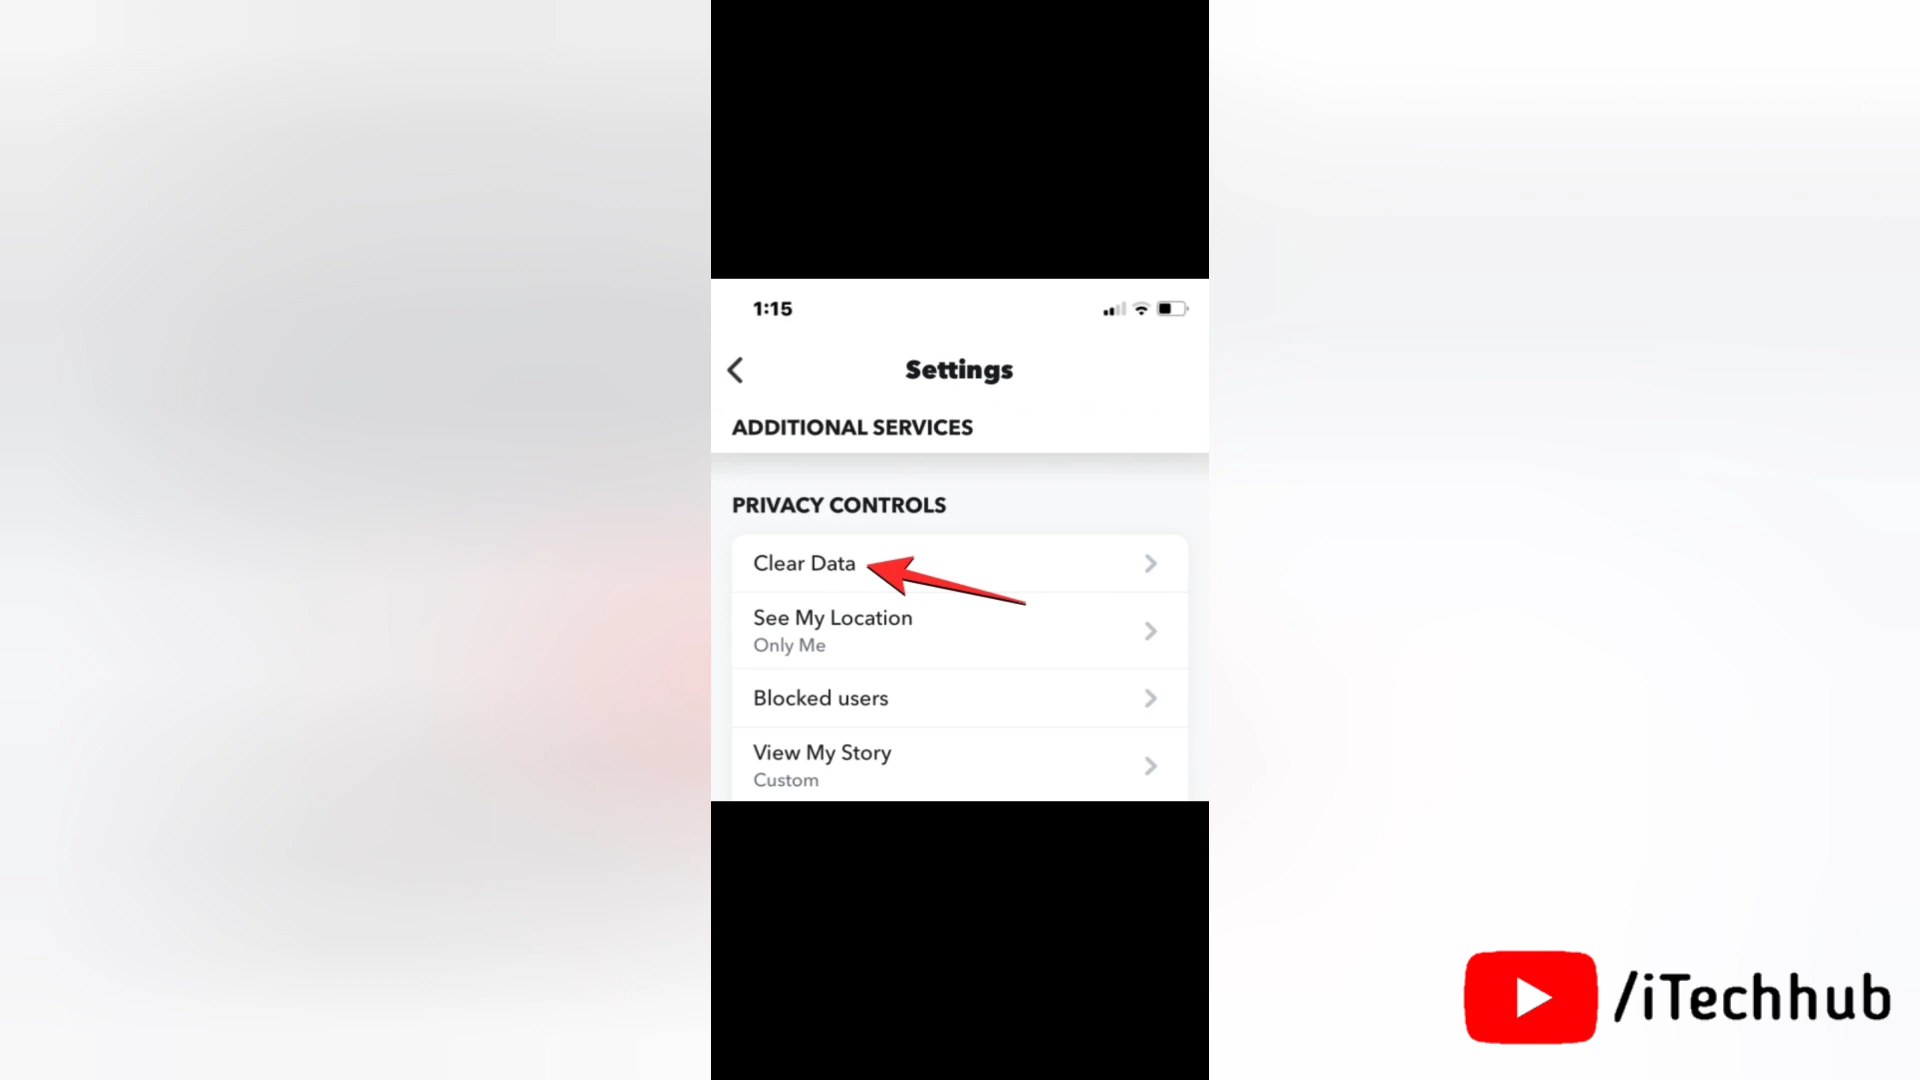 1:15
Settings
ADDITIONAL SERVICES
PRIVACY CONTROLS
Clear Data
See My Location
Only Me
Blocked users
View My Story
Custom
/iTechhub